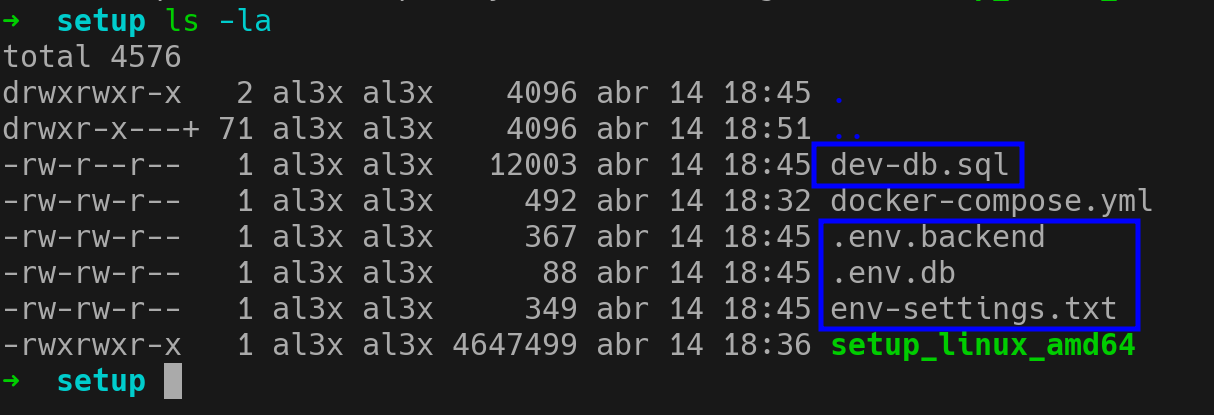 → setup ls -la
total 4576
drwxrwxr-x 2 al3x al3x 4096 abr 14 18:45 .
drwxr-x---+ 71 al3x al3x 4096 abr 14 18:51 ..
-rw-r--r-- 1 al3x al3x 12003 abr 14 18:45 dev-db.sql
-rw-rw-r-- 1 al3x al3x 492 abr 14 18:32 docker-compose.yml
-rw-rw-r-- 1 al3x al3x 367 abr 14 18:45 .env.backend
-rw-rw-r-- 1 al3x al3x 88 abr 14 18:45 .env.db
-rw-rw-r-- 1 al3x al3x 349 abr 14 18:45 env-settings.txt
-rwxrwxr-x 1 al3x al3x 4647499 abr 14 18:36 setup_linux_amd64
→ setup